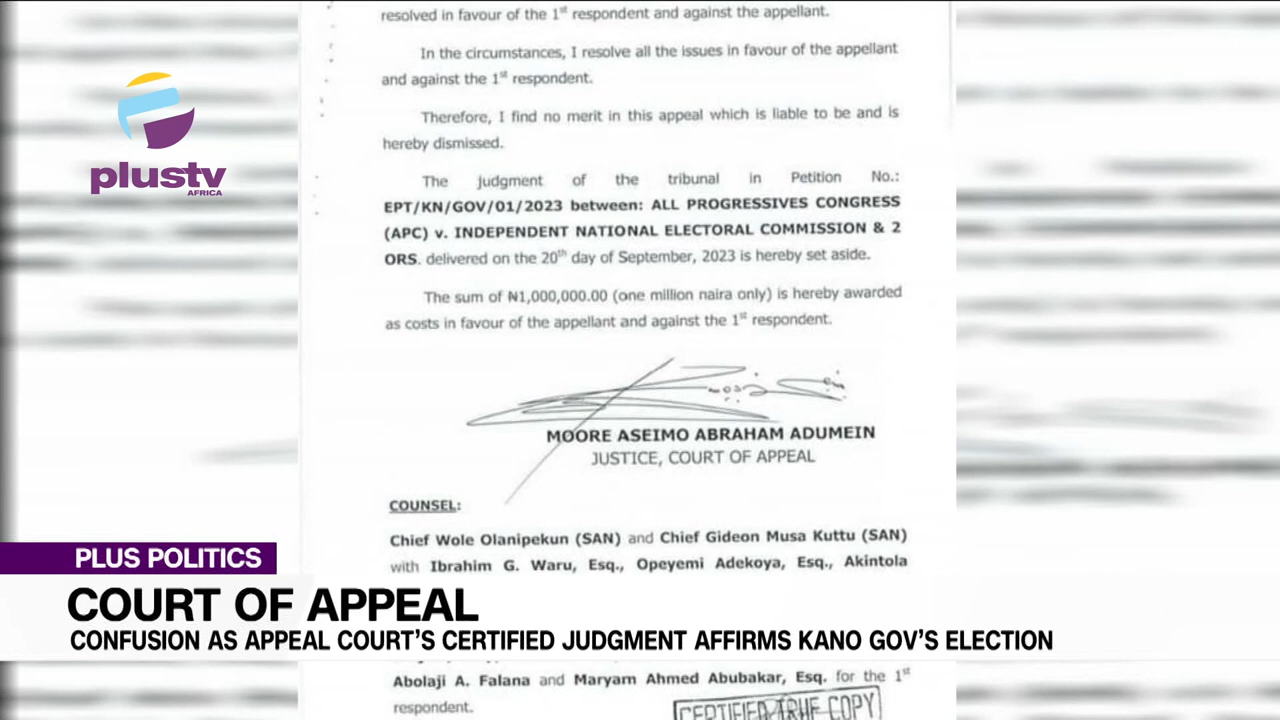 resolved in favour of the 1st respondent and against the appellant.
In the circumstances, I resolve all the issues in favour of the appellant
and against the 1st respondent.
Therefore, I find no merit in this appeal which is liable to be and is
hereby dismissed.
The judgment of the tribunal in Petition No.:
EPT/KN/GOV/01/2023 between: ALL PROGRESSIVES CONGRESS
(APC) v. INDEPENDENT NATIONAL ELECTORAL COMMISSION & 2
ORS. delivered on the 20th day of September, 2023 is hereby set aside.
The sum of ₦1,000,000.00 (one million naira only) is hereby awarded
as costs in favour of the appellant and against the 1st respondent.
MOORE ASEIMO ABRAHAM ADUMEIN
JUSTICE, COURT OF APPEAL
COUNSEL:
Chief Wole Olanipekun (SAN) and Chief Gideon Musa Kuttu (SAN)
with Ibrahim G. Waru, Esq., Opeyemi Adekoya, Esq., Akintola
Abolaji A. Falana and Maryam Ahmed Abubakar, Esq. for the 1st
respondent.
CERTIFIED TRUE COPY
plustv
AFRICA
PLUS POLITICS
COURT OF APPEAL
CONFUSION AS APPEAL COURT'S CERTIFIED JUDGMENT AFFIRMS KANO GOV'S ELECTION